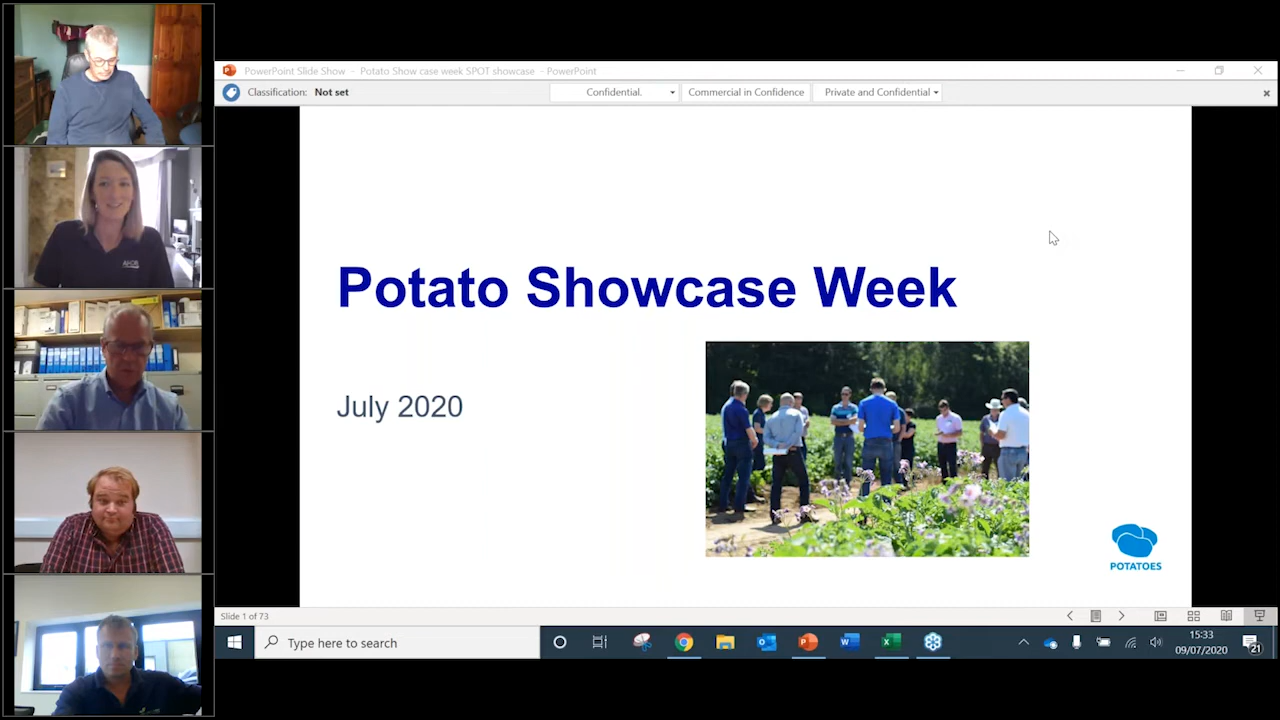 PowerPoint Slide Show - Potato Show case week SPOT showcase - PowerPoint
Classification: Not set
Confidential.
Commercial in Confidence
Private and Confidential
AHDB
Potato Showcase Week
July 2020
POTATOES
Slide 1 of 73
Type here to search
15:33
09/07/2020
21